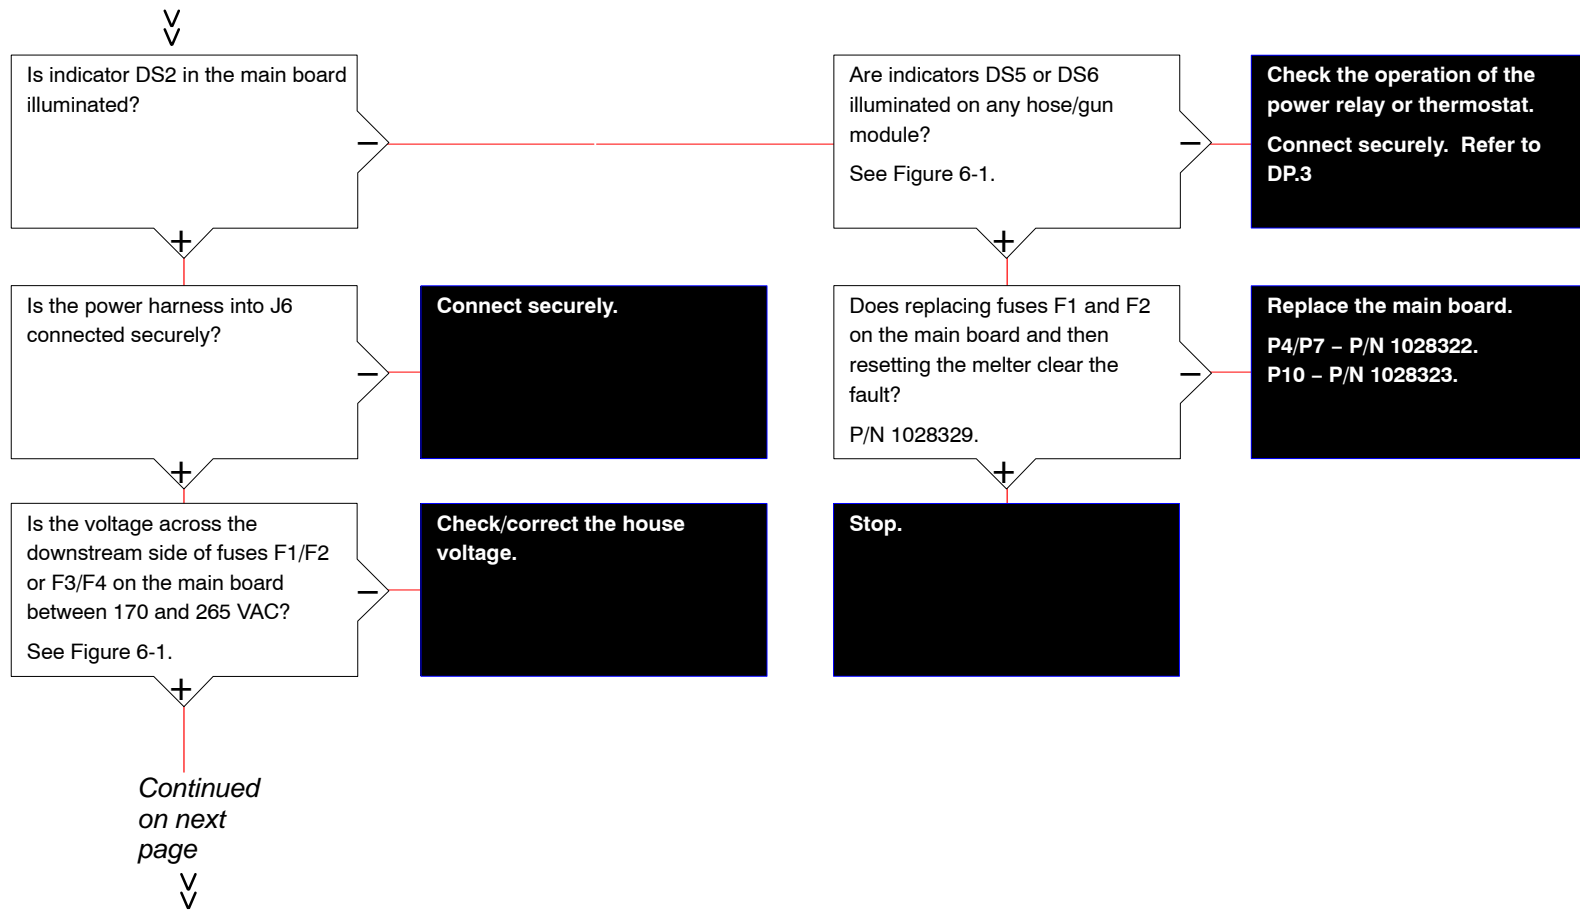 Is indicator DS2 in the main board
illuminated?
−
+
Are indicators DS5 or DS6
illuminated on any hose/gun
module?
See Figure 6-1.
−
+
Check the operation of the
power relay or thermostat.
Connect securely.  Refer to
DP.3
Is the power harness into J6
connected securely?
−
+
Connect securely.
Does replacing fuses F1 and F2
on the main board and then
resetting the melter clear the
fault?
P/N 1028329.
−
+
Replace the main board.
P4/P7 – P/N 1028322.
P10 – P/N 1028323.
Is the voltage across the
downstream side of fuses F1/F2
or F3/F4 on the main board
between 170 and 265 VAC?
See Figure 6-1.
−
+
Check/correct the house
voltage.
Stop.
Continued
on next
page